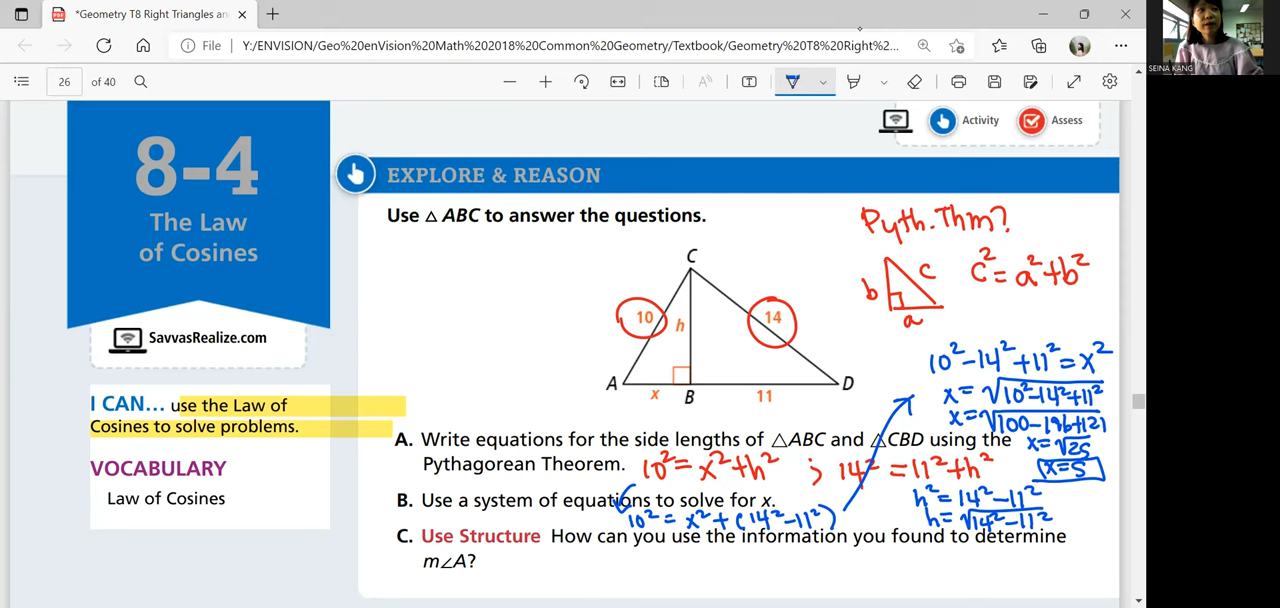 *Geometry T8 Right Triangles an
File
Y:/ENVISION/Geo%20enVision%20Math%202018%20Common%20Geometry/Textbook/Geometry%20T8%20Right%2...
SEINA KANG
26 of 40
8-4
The Law
of Cosines
Activity
Assess
EXPLORE & REASON
Use △ ABC to answer the questions.
Pyth. Thm?
b
c
a
c² = a² + b²
C
10
h
14
A
x
B
11
D
10² - 14² + 11² = x²
x = √10² - 14² + 11²
x = √100 - 196 + 121
x = √25
x = 5
SavvasRealize.com
I CAN... use the Law of
Cosines to solve problems.
VOCABULARY
Law of Cosines
A. Write equations for the side lengths of △ABC and △CBD using the
Pythagorean Theorem. 10² = x² + h² ; 14² = 11² + h²
B. Use a system of equations to solve for x.
h² = 14² - 11²
h = √14² - 11²
10² = x² + (14² - 11²)
C. Use Structure How can you use the information you found to determine
m∠A?